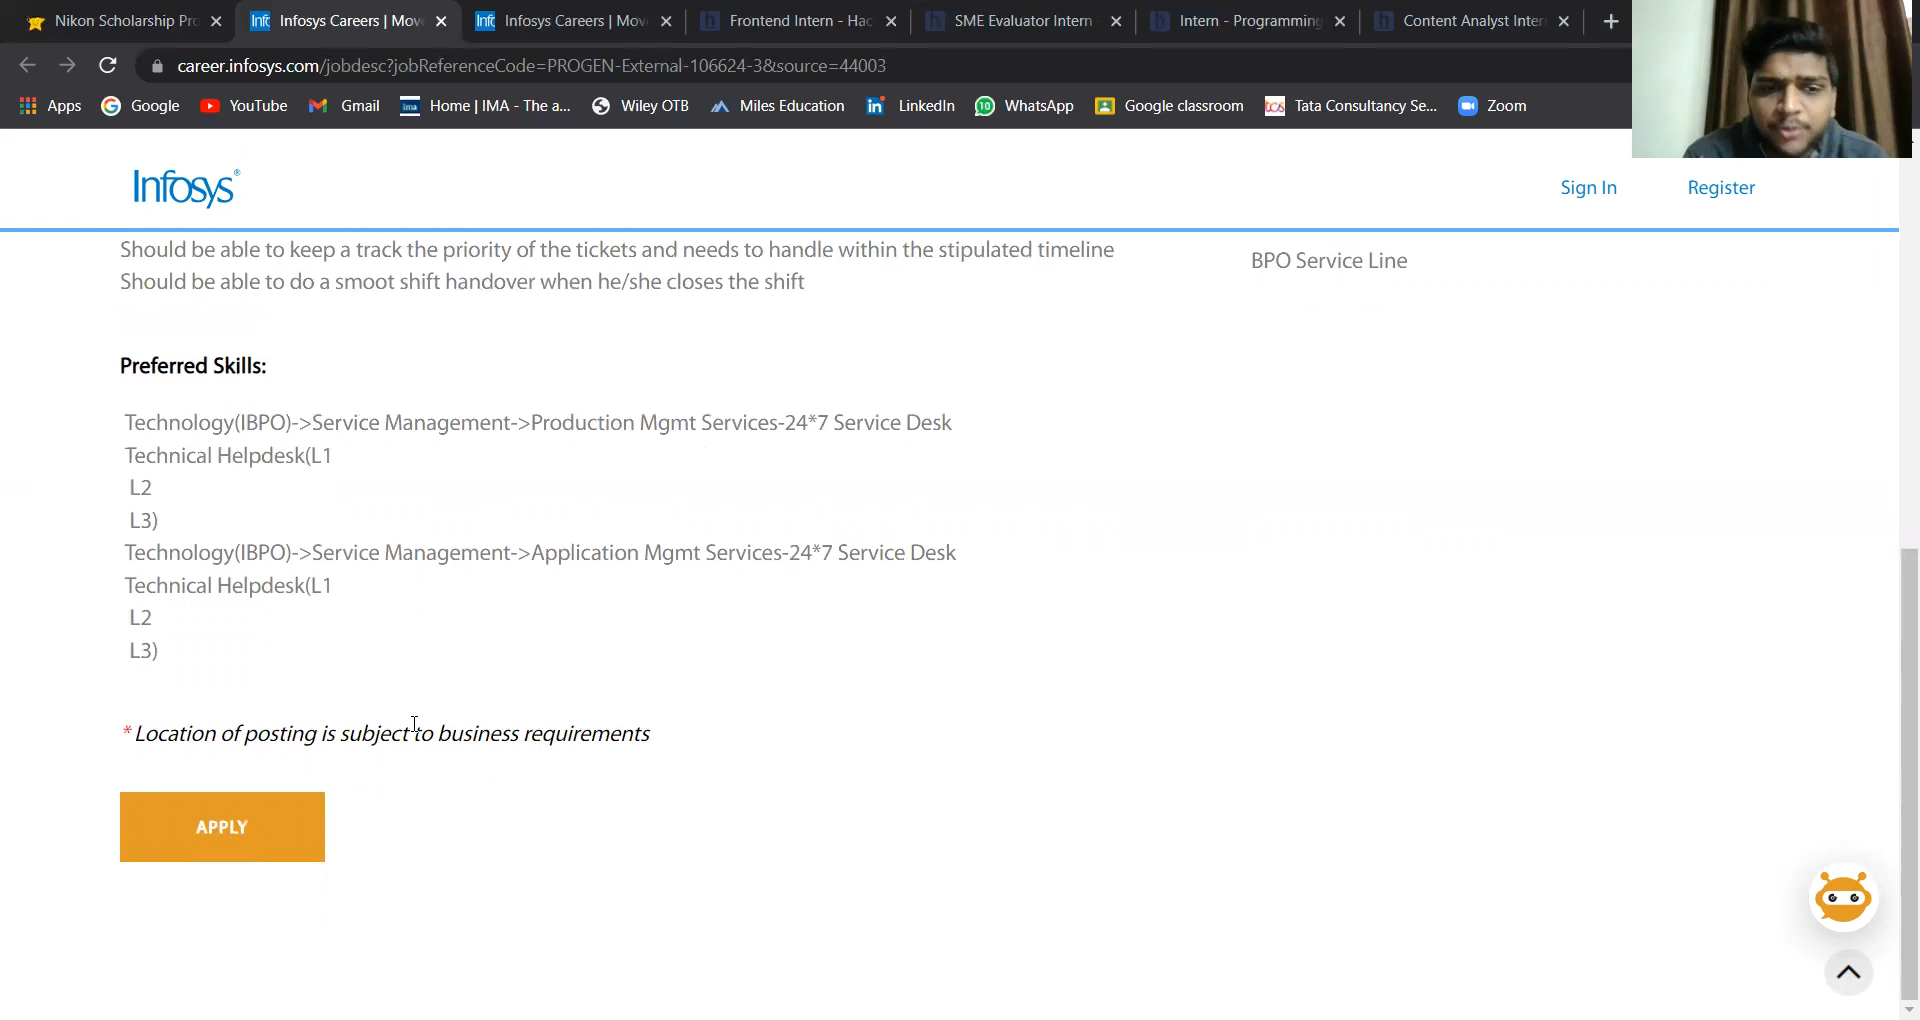 Nikon Scholarship Pro
Infosys Careers | Move
Infosys Careers | Mov
Frontend Intern - Hac
SME Evaluator Intern
Intern - Programming
Content Analyst Inter
career.infosys.com/jobdesc?jobReferenceCode=PROGEN-External-106624-3&source=44003
Apps
Google
YouTube
Gmail
Home | IMA - The a...
Wiley OTB
Miles Education
LinkedIn
WhatsApp
Google classroom
Tata Consultancy Se...
Zoom
Infosys®
Sign In
Register
Should be able to keep a track the priority of the tickets and needs to handle within the stipulated timeline
Should be able to do a smoot shift handover when he/she closes the shift
BPO Service Line
Preferred Skills:
Technology(IBPO)->Service Management->Production Mgmt Services-24*7 Service Desk
Technical Helpdesk(L1
L2
L3)
Technology(IBPO)->Service Management->Application Mgmt Services-24*7 Service Desk
Technical Helpdesk(L1
L2
L3)
* Location of posting is subject to business requirements
APPLY